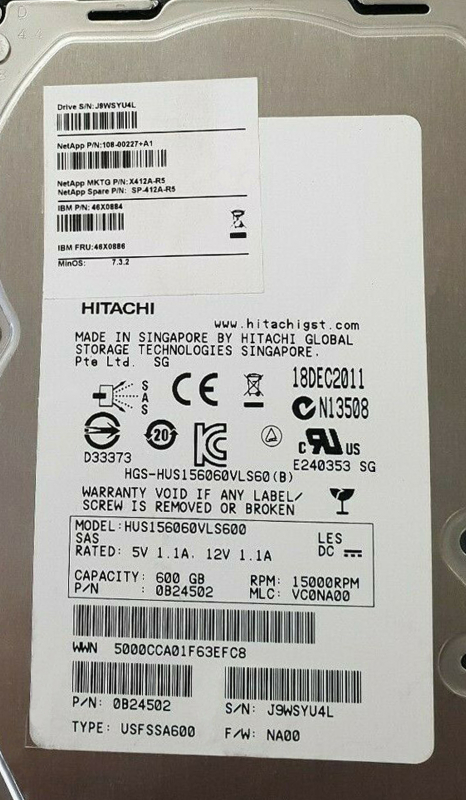 Drive S/N: J9WSYU4L
NetApp P/N:108-00227+A1
NetApp MKTG P/N: X412A-R5
NetApp Spare P/N: SP-412A-R5
IBM P/N: 46X0884
IBM FRU: 46X0886
MinOS: 7.3.2
HITACHI
www.hitachigst.com
MADE IN SINGAPORE BY HITACHI GLOBAL
STORAGE TECHNOLOGIES SINGAPORE.
Pte Ltd. SG
SAS
CE
18DEC2011
N13508
20
D33373
c RU US
E240353 SG
HGS-HUS156060VLS60(B)
WARRANTY VOID IF ANY LABEL/
SCREW IS REMOVED OR BROKEN
MODEL: HUS156060VLS600
SAS LES
RATED: 5V 1.1A, 12V 1.1A DC
CAPACITY: 600 GB RPM: 15000RPM
P/N : 0B24502 MLC: VC0NA00
WWN 5000CCA01F63EFC8
P/N: 0B24502 S/N: J9WSYU4L
TYPE: USFSSA600 F/W: NA00